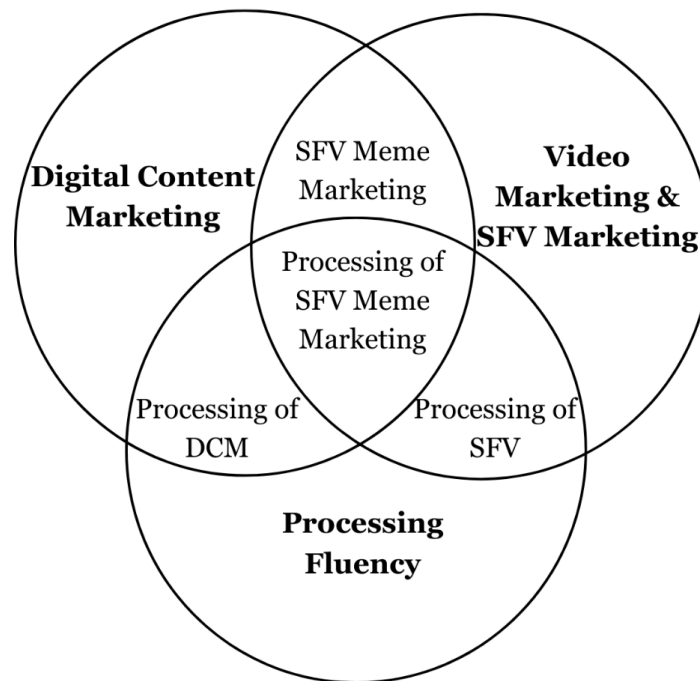 SFV Meme
Marketing
Digital Content
Marketing
Video
Marketing &
SFV Marketing
Processing of
SFV Meme
Marketing
Processing of
DCM
Processing of
SFV
Processing
Fluency